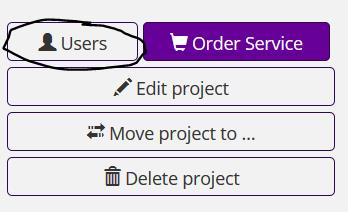 Users Order Service
Edit project
Move project to ...
Delete project